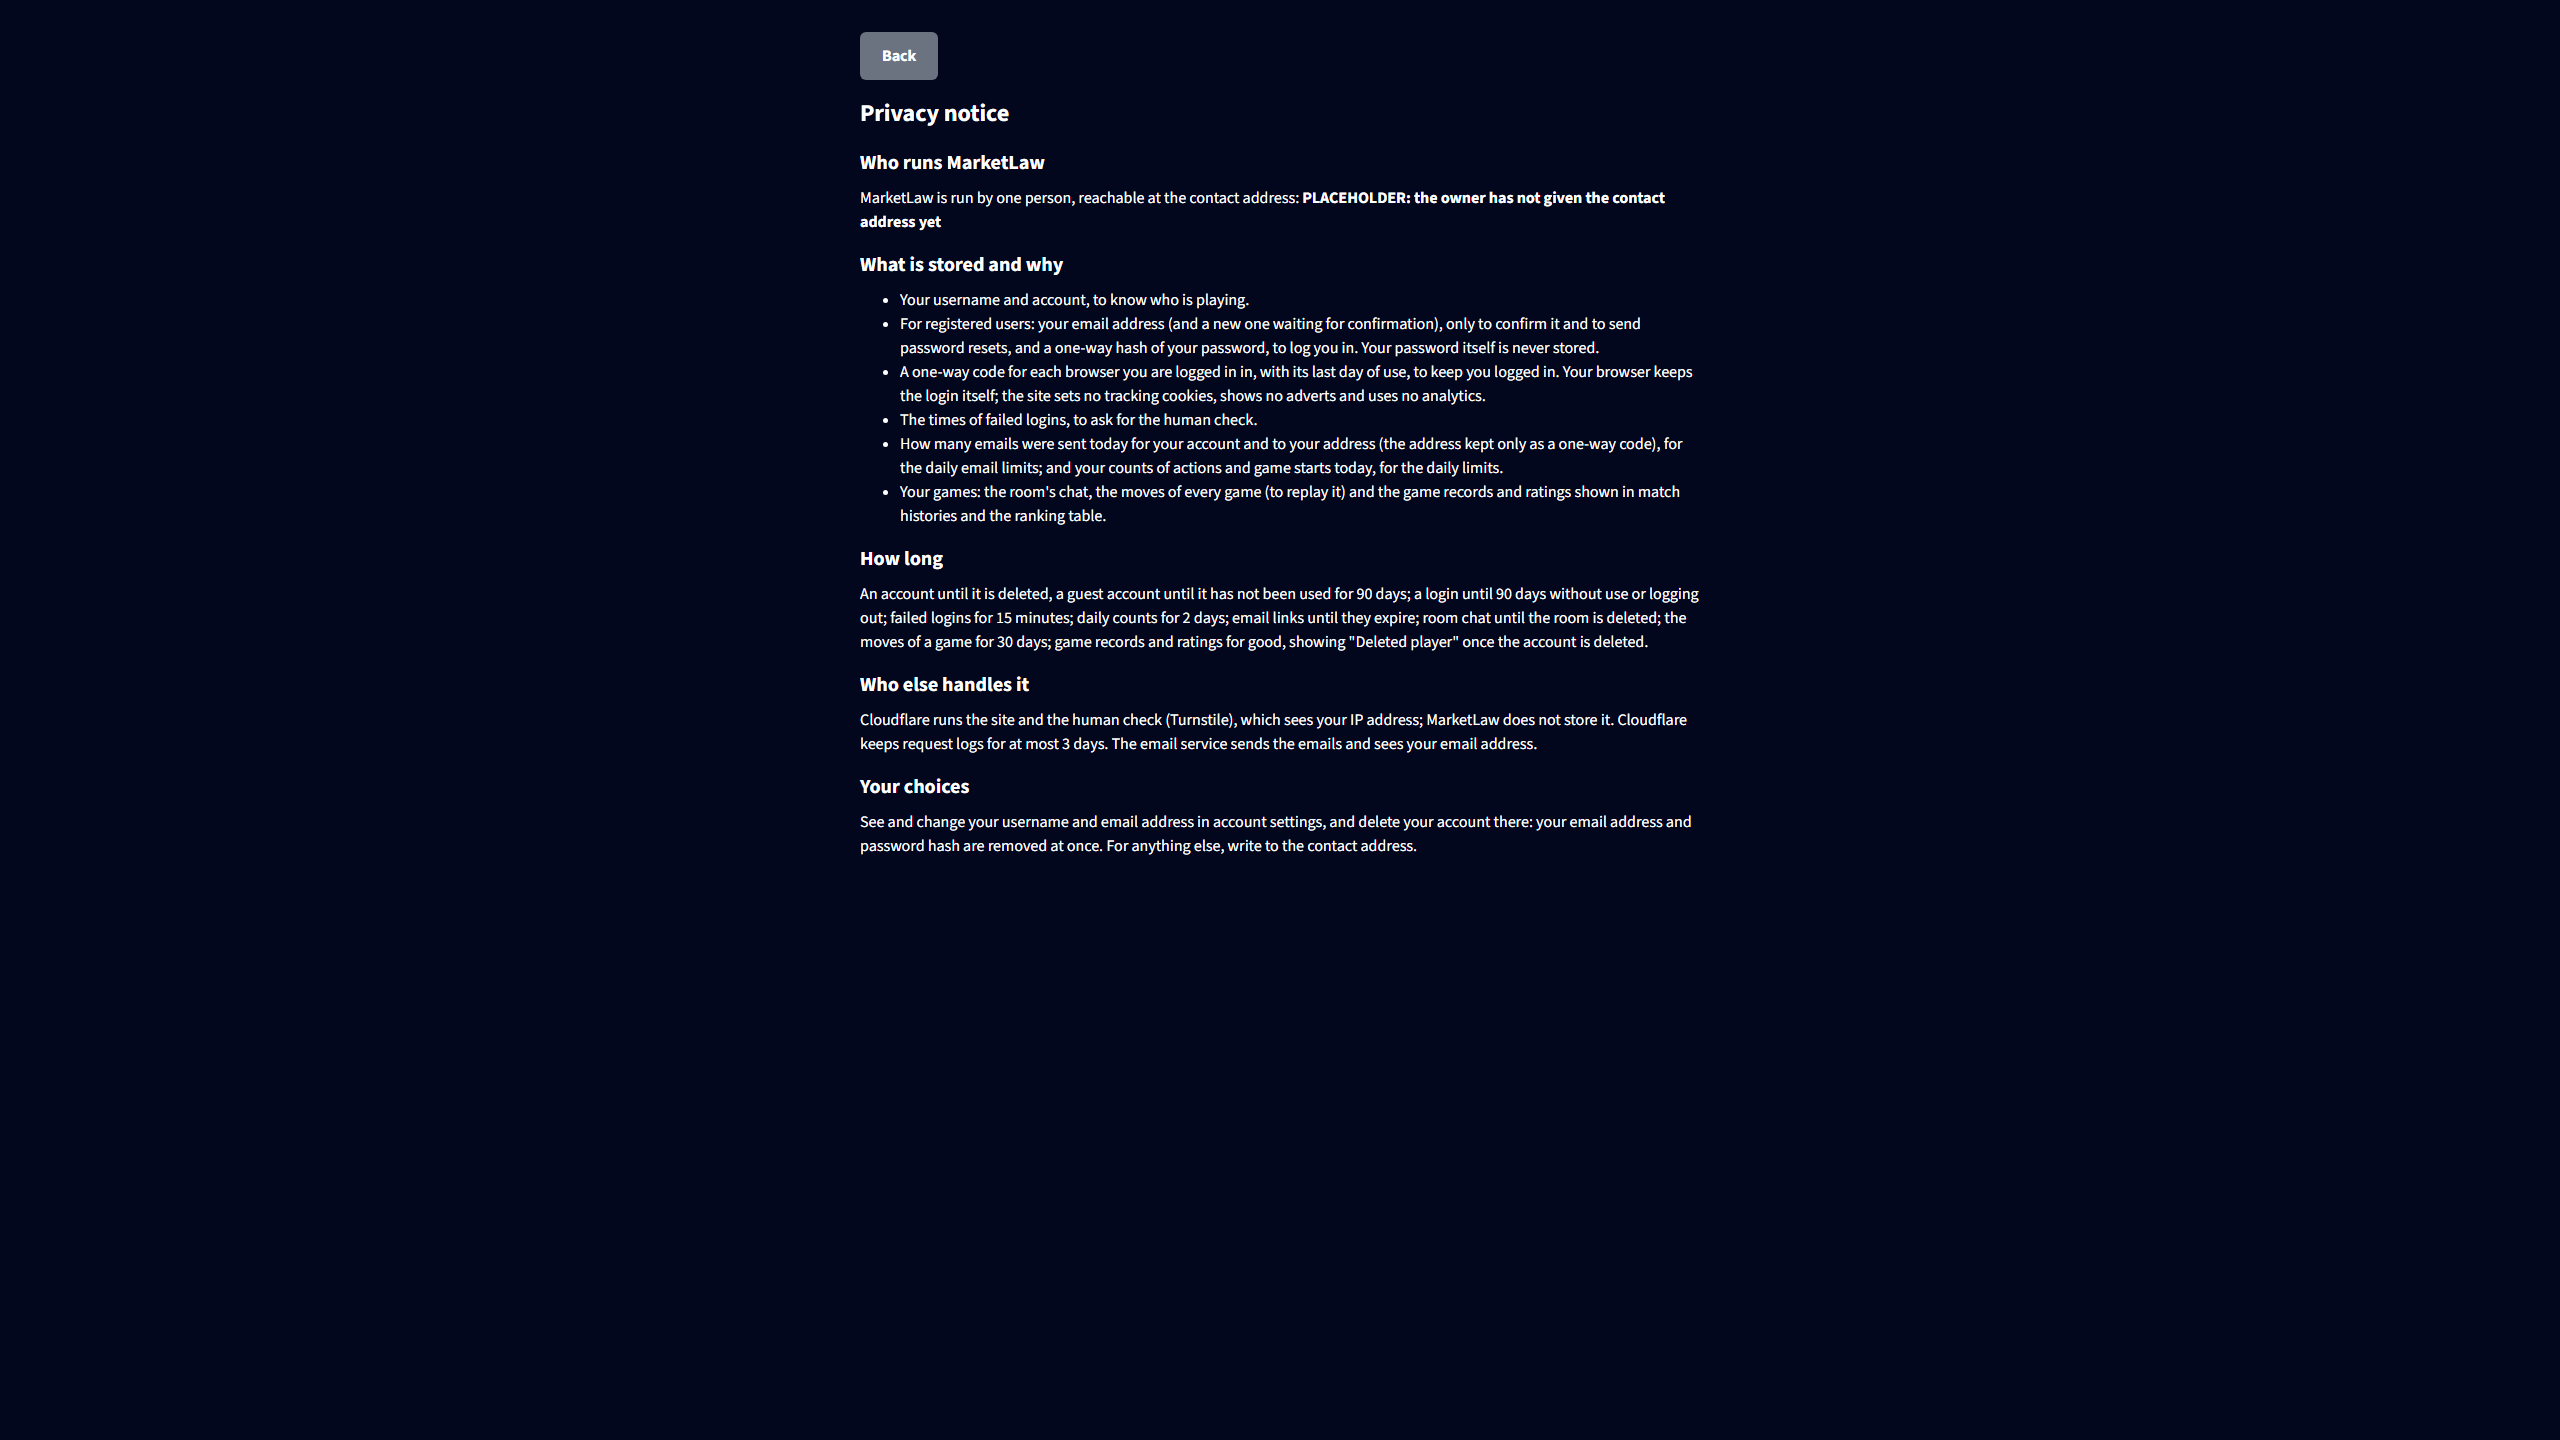 Back
Privacy notice
Who runs MarketLaw
MarketLaw is run by one person, reachable at the contact address: PLACEHOLDER: the owner has not given the contact
address yet
What is stored and why
• Your username and account, to know who is playing.
• For registered users: your email address (and a new one waiting for confirmation), only to confirm it and to send
password resets, and a one-way hash of your password, to log you in. Your password itself is never stored.
• A one-way code for each browser you are logged in in, with its last day of use, to keep you logged in. Your browser keeps
the login itself; the site sets no tracking cookies, shows no adverts and uses no analytics.
• The times of failed logins, to ask for the human check.
• How many emails were sent today for your account and to your address (the address kept only as a one-way code), for
the daily email limits; and your counts of actions and game starts today, for the daily limits.
• Your games: the room's chat, the moves of every game (to replay it) and the game records and ratings shown in match
histories and the ranking table.
How long
An account until it is deleted, a guest account until it has not been used for 90 days; a login until 90 days without use or logging
out; failed logins for 15 minutes; daily counts for 2 days; email links until they expire; room chat until the room is deleted; the
moves of a game for 30 days; game records and ratings for good, showing "Deleted player" once the account is deleted.
Who else handles it
Cloudflare runs the site and the human check (Turnstile), which sees your IP address; MarketLaw does not store it. Cloudflare
keeps request logs for at most 3 days. The email service sends the emails and sees your email address.
Your choices
See and change your username and email address in account settings, and delete your account there: your email address and
password hash are removed at once. For anything else, write to the contact address.